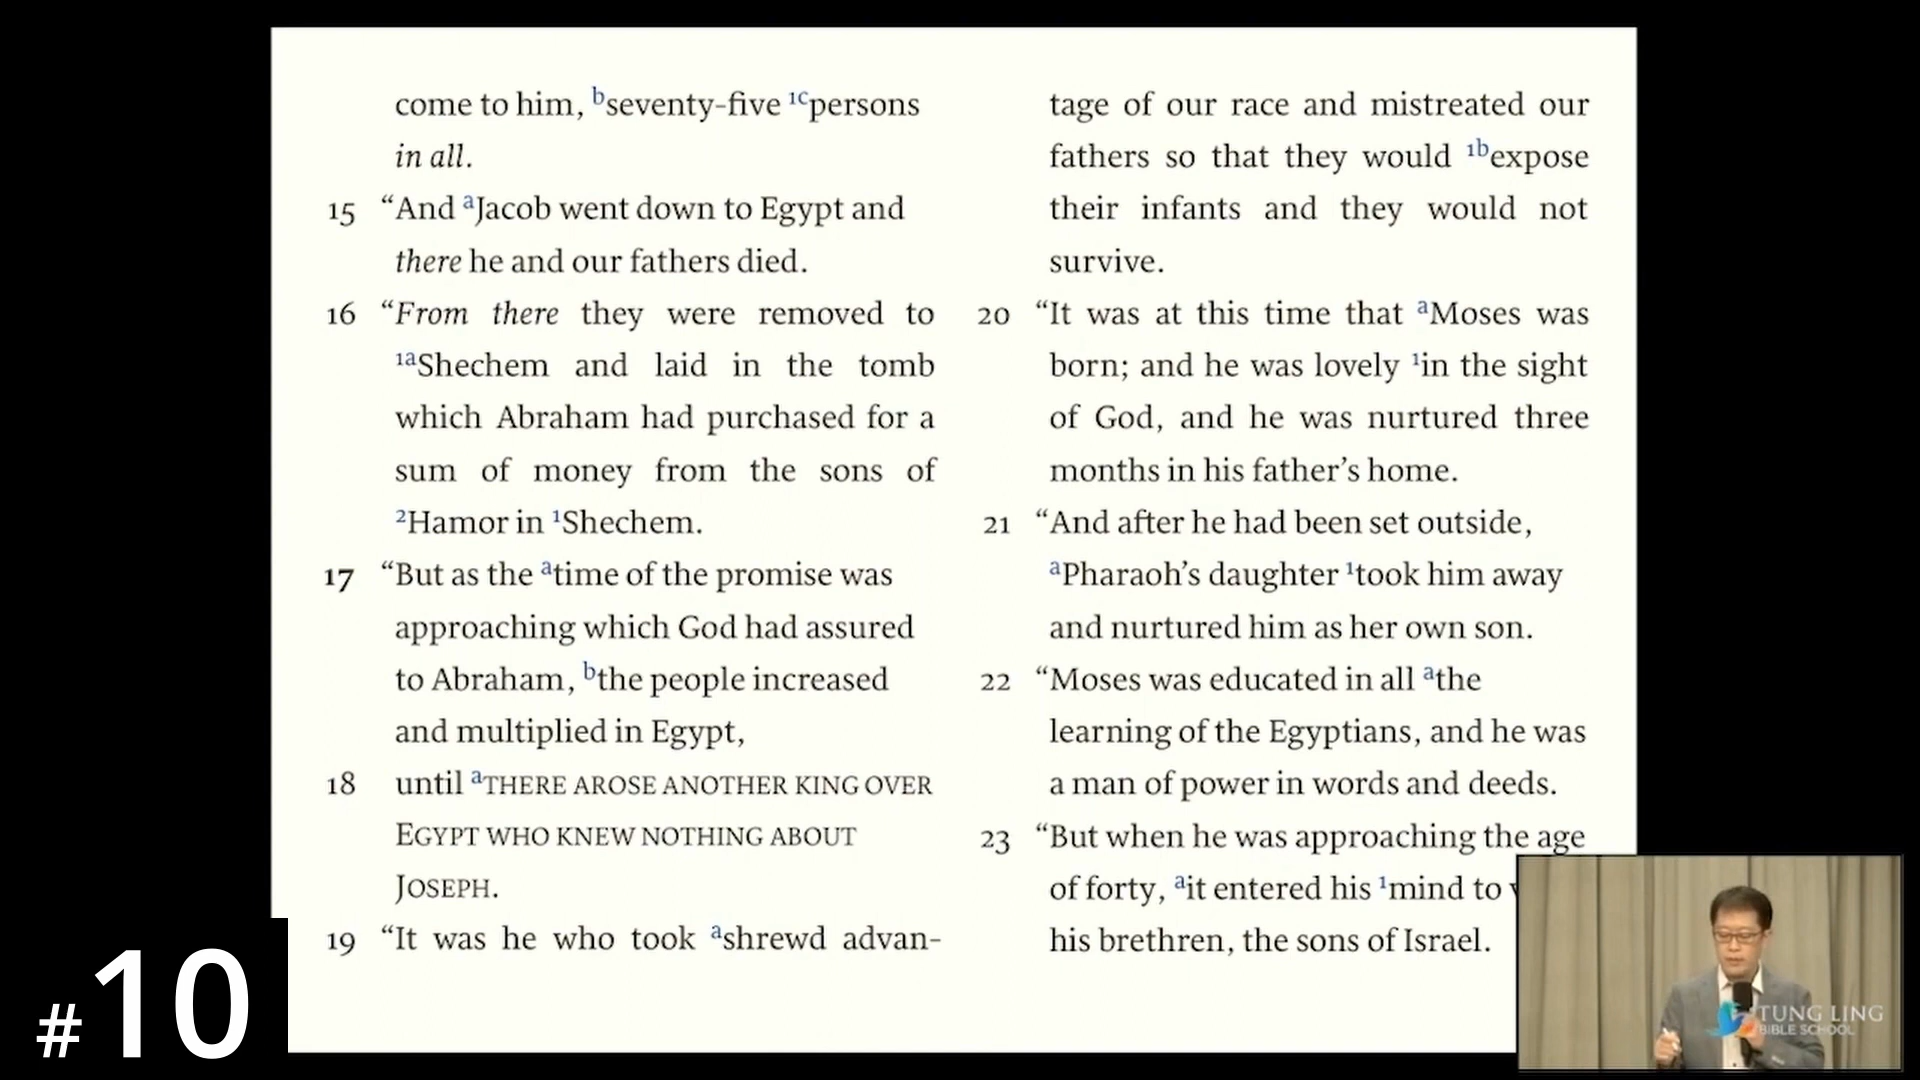 come to him, bseventy-five 1cpersons
in all.
15 “And aJacob went down to Egypt and
there he and our fathers died.
16 “From there they were removed to
1aShechem and laid in the tomb
which Abraham had purchased for a
sum of money from the sons of
2Hamor in 1Shechem.
17 “But as the atime of the promise was
approaching which God had assured
to Abraham, bthe people increased
and multiplied in Egypt,
18 until aTHERE AROSE ANOTHER KING OVER
EGYPT WHO KNEW NOTHING ABOUT
JOSEPH.
19 “It was he who took ashrewd advan-
tage of our race and mistreated our
fathers so that they would 1bexpose
their infants and they would not
survive.
20 “It was at this time that aMoses was
born; and he was lovely 1in the sight
of God, and he was nurtured three
months in his father’s home.
21 “And after he had been set outside,
aPharaoh’s daughter 1took him away
and nurtured him as her own son.
22 “Moses was educated in all athe
learning of the Egyptians, and he was
a man of power in words and deeds.
23 “But when he was approaching the age
of forty, ait entered his 1mind to
his brethren, the sons of Israel.
#10
TUNG LING
BIBLE SCHOOL